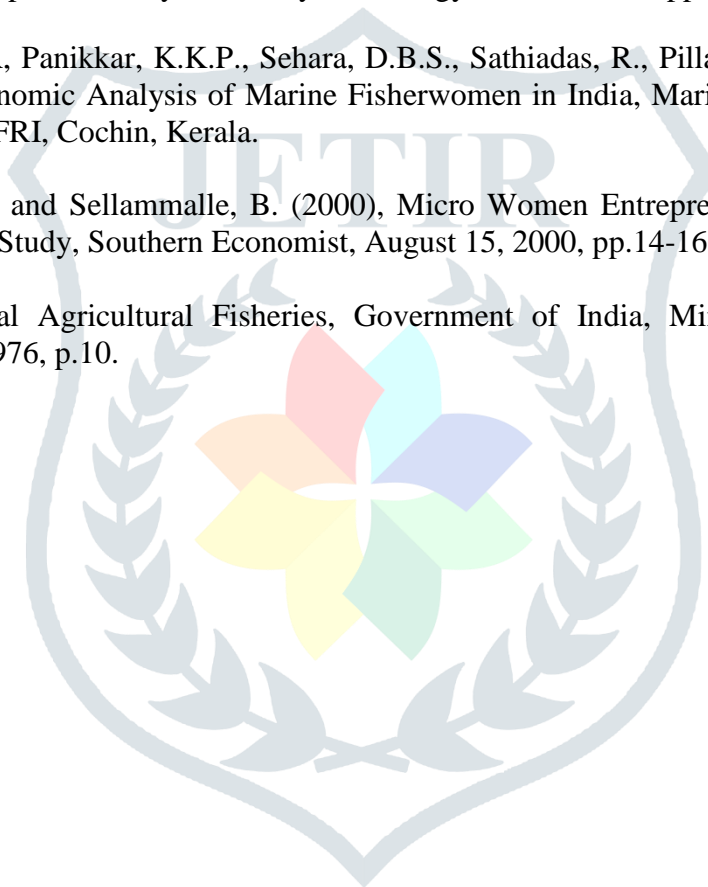 , Panikkar, K.K.P., Sehara, D.B.S., Sathiadas, R., Pilla
nomic Analysis of Marine Fisherwomen in India, Mari
FRI, Cochin, Kerala.
JETIR
and Sellammalle, B. (2000), Micro Women Entrepre
Study, Southern Economist, August 15, 2000, pp.14-16
al Agricultural Fisheries, Government of India, Mi
976, p.10.